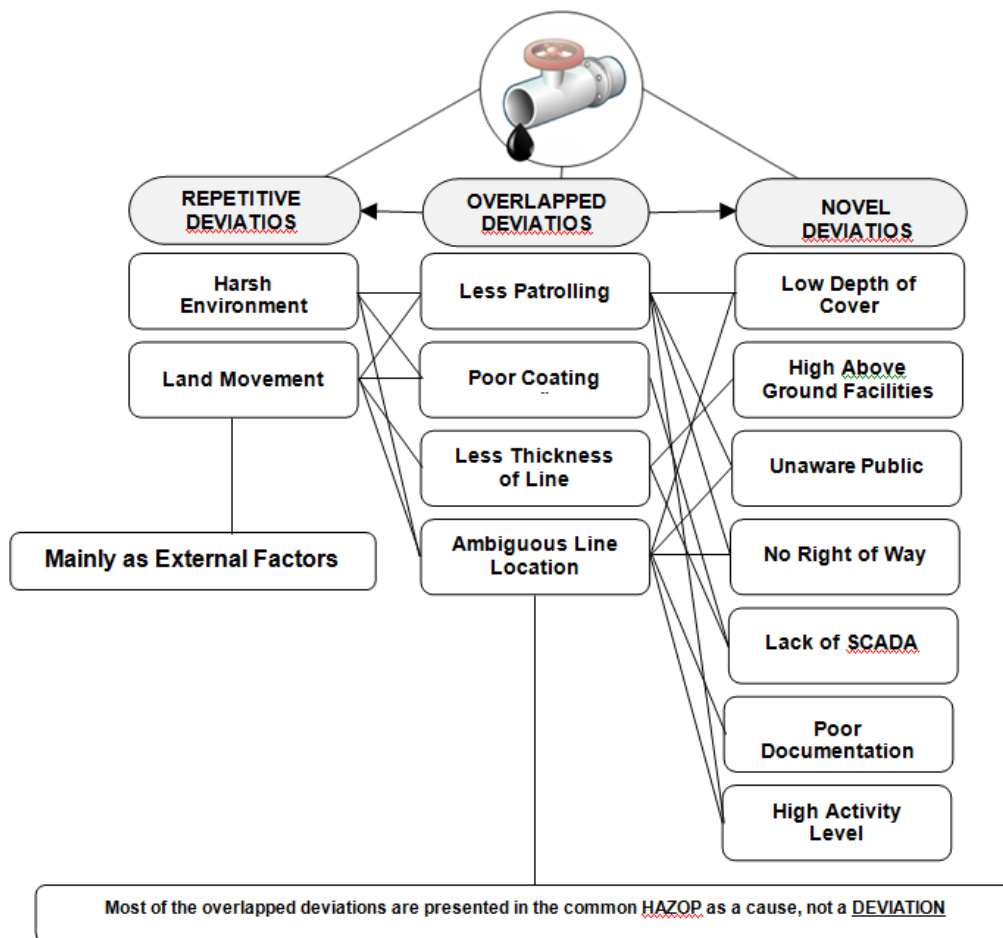 REPETITIVE
DEVIATIOS
OVERLAPPED
DEVIATIOS
NOVEL
DEVIATIOS
Harsh
Environment
Land Movement
Mainly as External Factors
Less Patrolling
Poor Coating
Less Thickness
of Line
Ambiguous Line
Location
Low Depth of
Cover
High Above
Ground Facilities
Unaware Public
No Right of Way
Lack of SCADA
Poor
Documentation
High Activity
Level
Most of the overlapped deviations are presented in the common HAZOP as a cause, not a DEVIATION